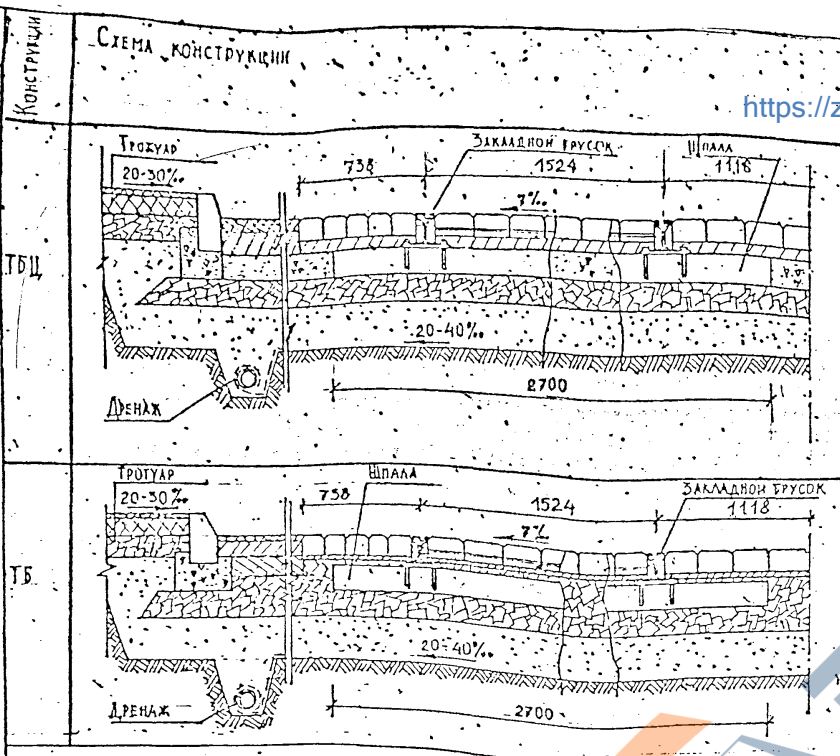 Конструкции
Схема конструкции
https://z
ТБЦ
Тротуар
20-30‰
738
Закладной брусок
1524
Шпала
1118
7‰
20-40‰
Дренаж
2700
ТБ
Тротуар
20-30‰
738
Шпала
1524
Закладной брусок
1118
7%
20-40‰
Дренаж
2700